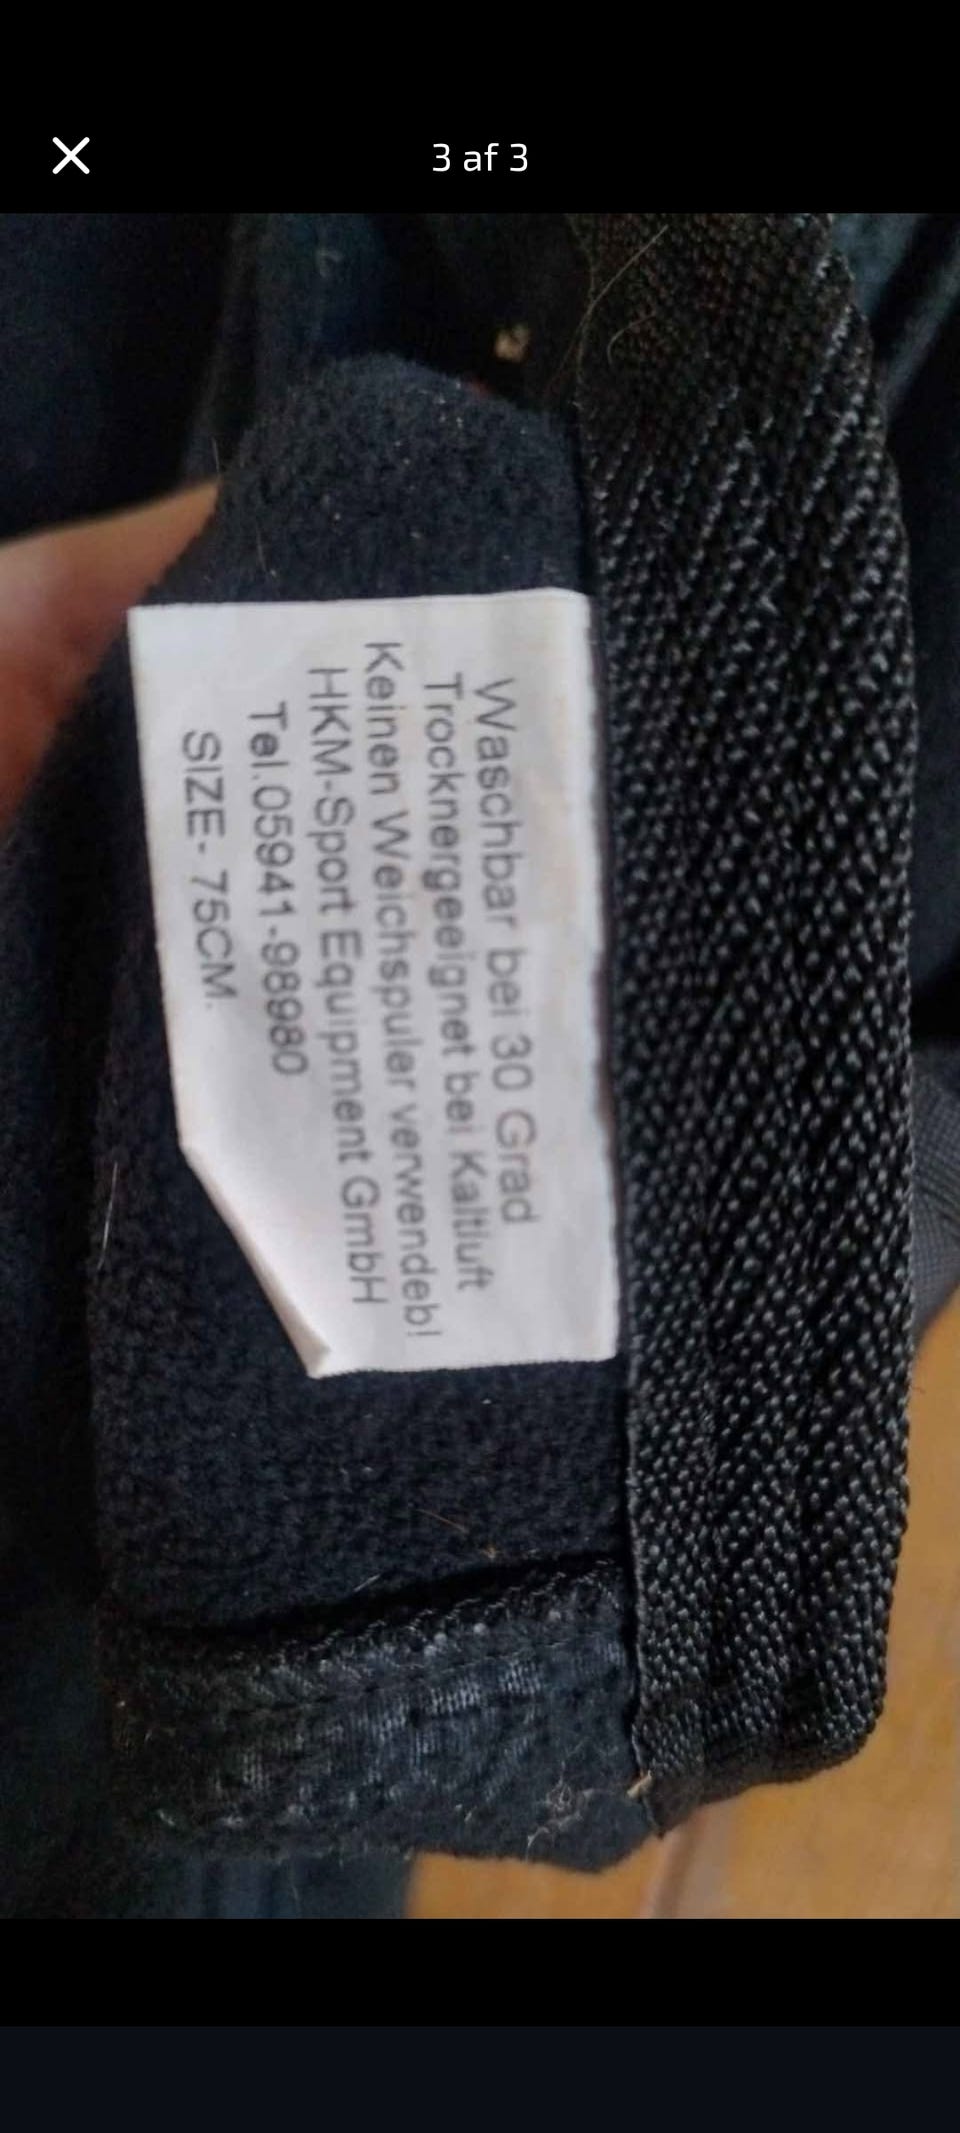 3 af 3
Waschbar bei 30 Grad
Trocknergeeignet bei Kaltluft
Keinen Weichspuler verwendeb!
HKM-Sport Equipment GmbH
Tel.05941-98980
SIZE- 75CM.